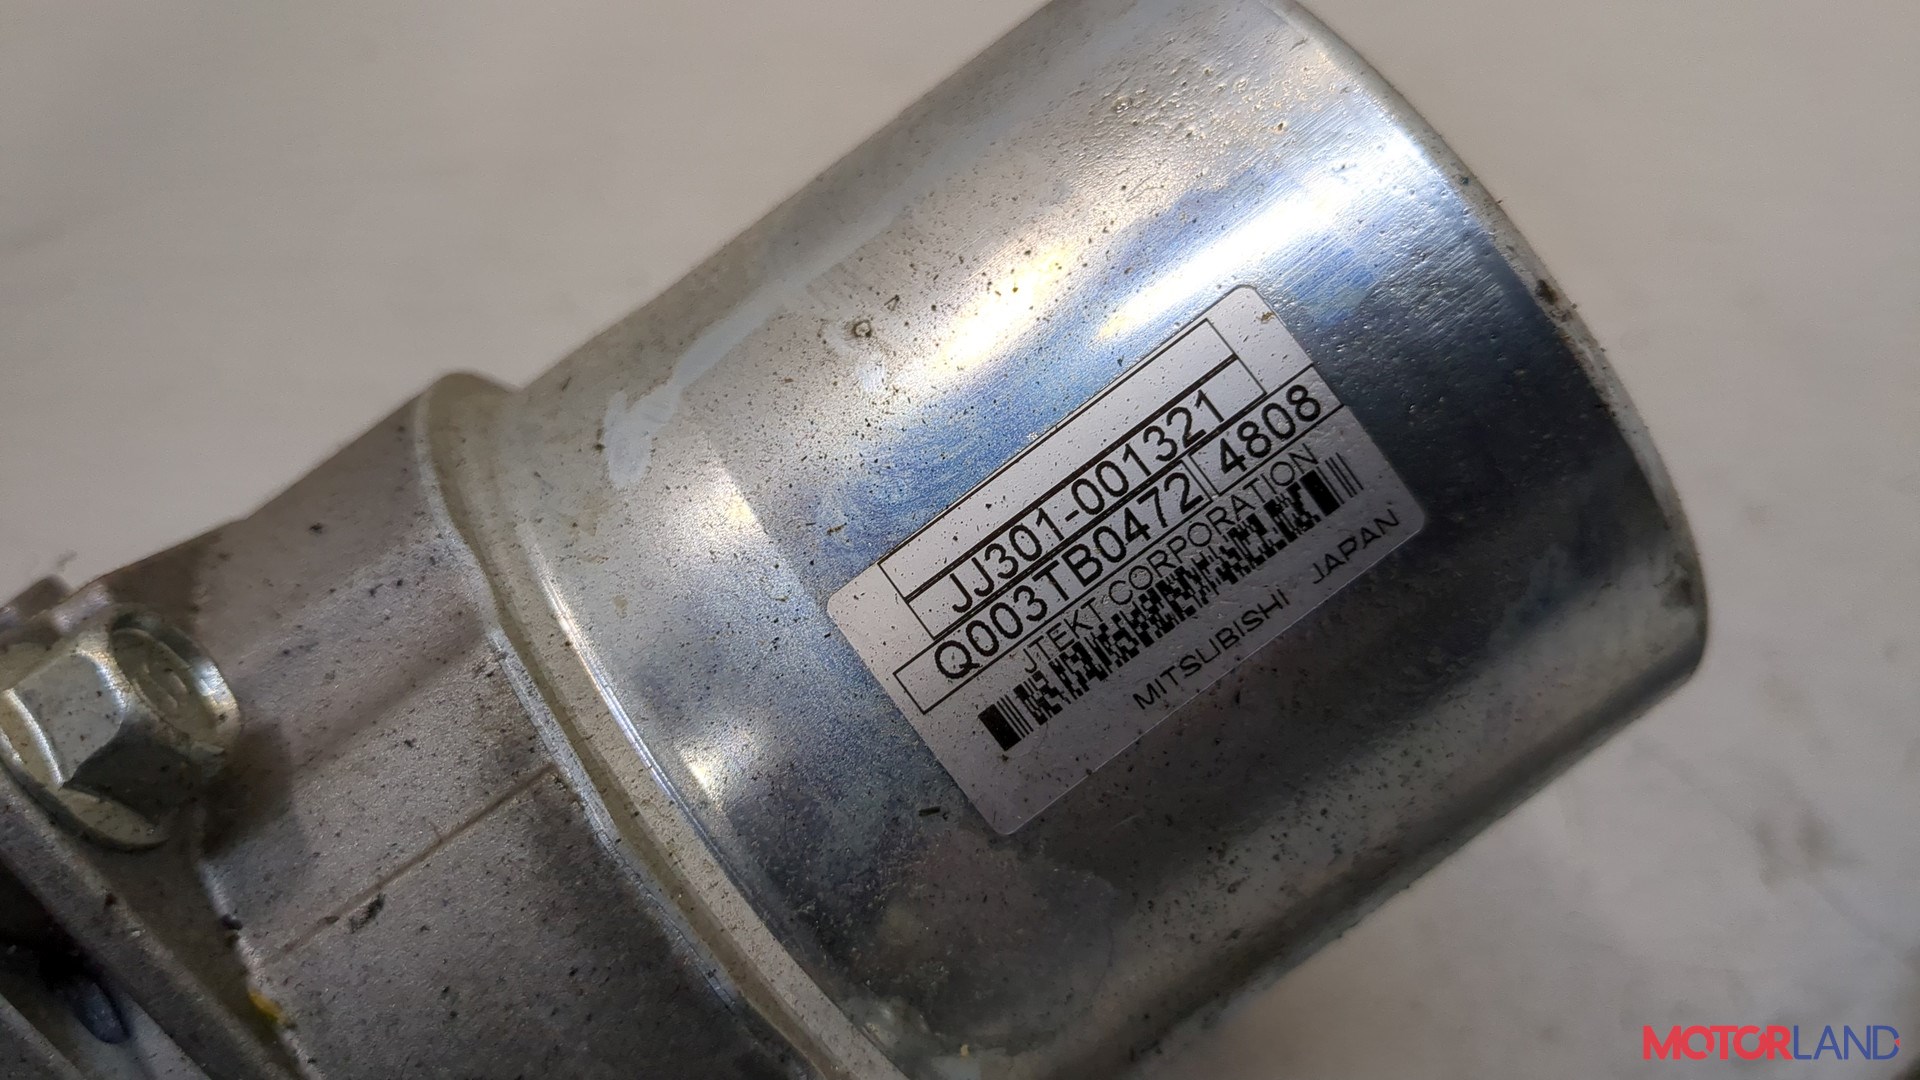 JJ301-001321
Q003TB0472 4808
JTEKT CORPORATION
MITSUBISHI JAPAN
MOTORLAND